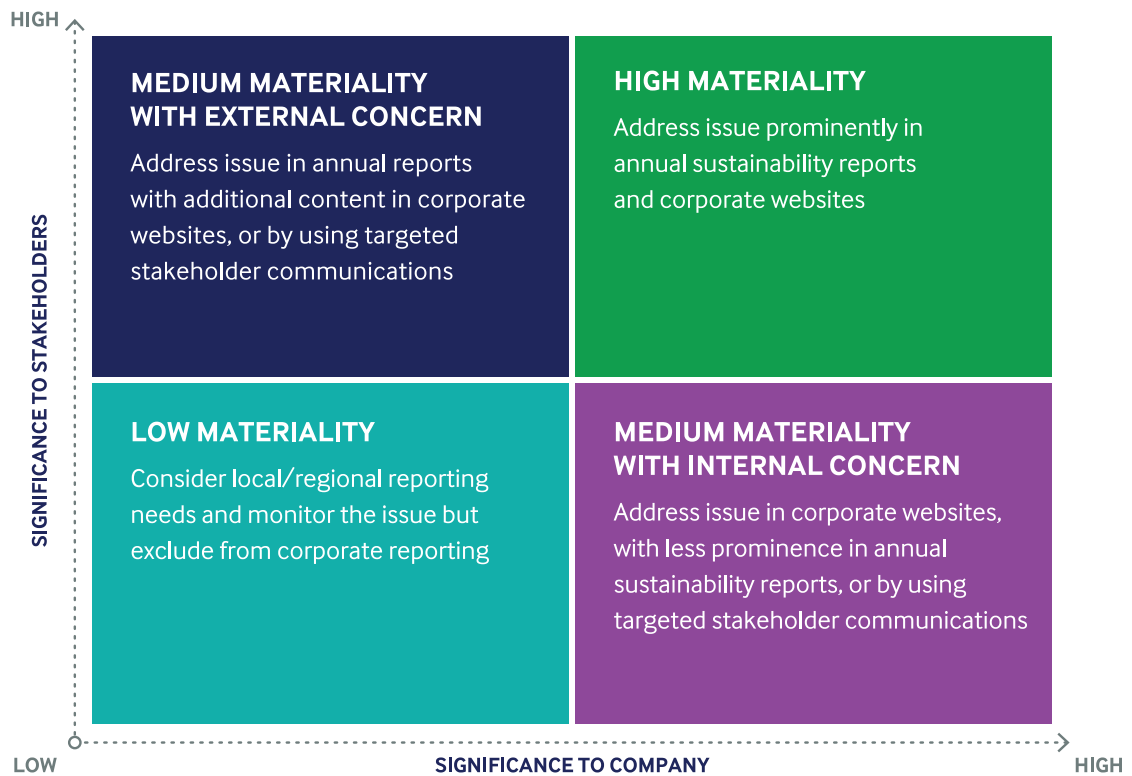 HIGH
MEDIUM MATERIALITY
WITH EXTERNAL CONCERN
Address issue in annual reports
with additional content in corporate
websites, or by using targeted
stakeholder communications
HIGH MATERIALITY
Address issue prominently in
annual sustainability reports
and corporate websites
SIGNIFICANCE TO STAKEHOLDERS
LOW MATERIALITY
Consider local/regional reporting
needs and monitor the issue but
exclude from corporate reporting
MEDIUM MATERIALITY
WITH INTERNAL CONCERN
Address issue in corporate websites,
with less prominence in annual
sustainability reports, or by using
targeted stakeholder communications
LOW
SIGNIFICANCE TO COMPANY
HIGH